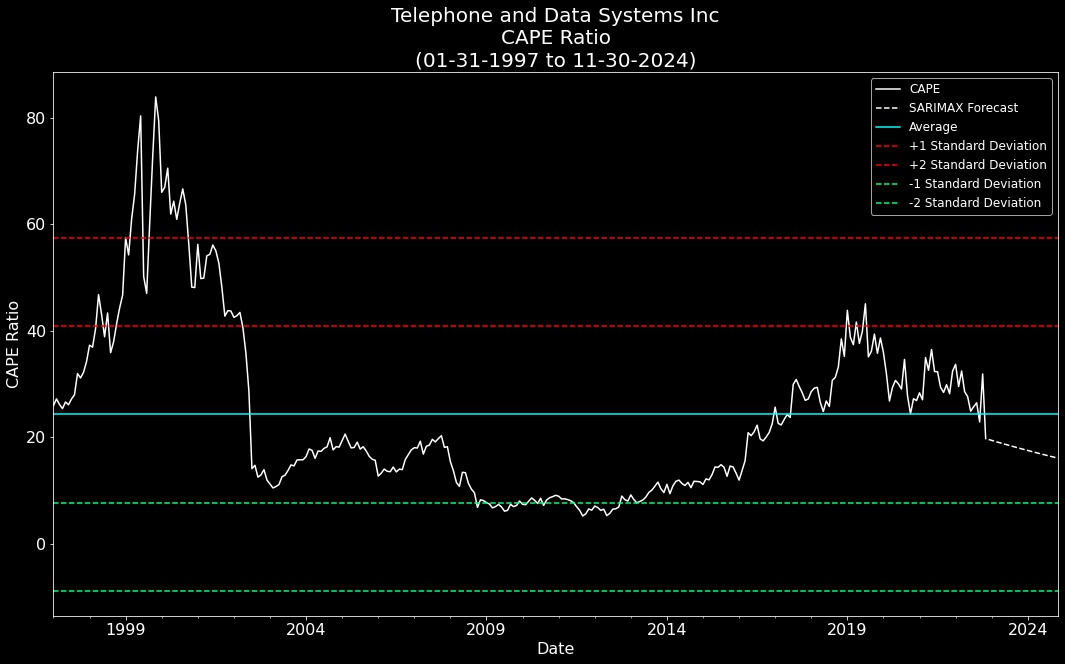 Telephone and Data Systems Inc
CAPE Ratio
(01-31-1997 to 11-30-2024)
CAPE
SARIMAX Forecast
Average
+1 Standard Deviation
+2 Standard Deviation
-1 Standard Deviation
-2 Standard Deviation
CAPE Ratio
80
60
40
20
0
1999 2004 2009 2014 2019 2024
Date